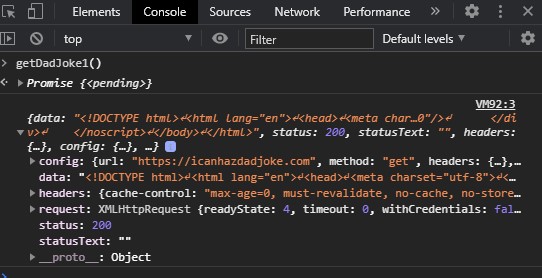 Elements Console Sources Network Performance » ⚙ ⋮ ×
top ▼ Filter Default levels ▼
> getDadJoke1()
<· ▶ Promise {<pending>}
VM92:3
{data: "<!DOCTYPE html>↵<html lang="en">↵<head>↵<meta char…0"/>↵ </di
▼ v>↵ </noscript>↵</body>↵</html>", status: 200, statusText: "", headers:
{…}, config: {…}, …} i
▶ config: {url: "https://icanhazdadjoke.com", method: "get", headers: {…},…
data: "<!DOCTYPE html>↵<html lang="en">↵<head>↵<meta charset="utf-8">↵<…
▶ headers: {cache-control: "max-age=0, must-revalidate, no-cache, no-store…
▶ request: XMLHttpRequest {readyState: 4, timeout: 0, withCredentials: fal…
status: 200
statusText: ""
▶ __proto__: Object
>